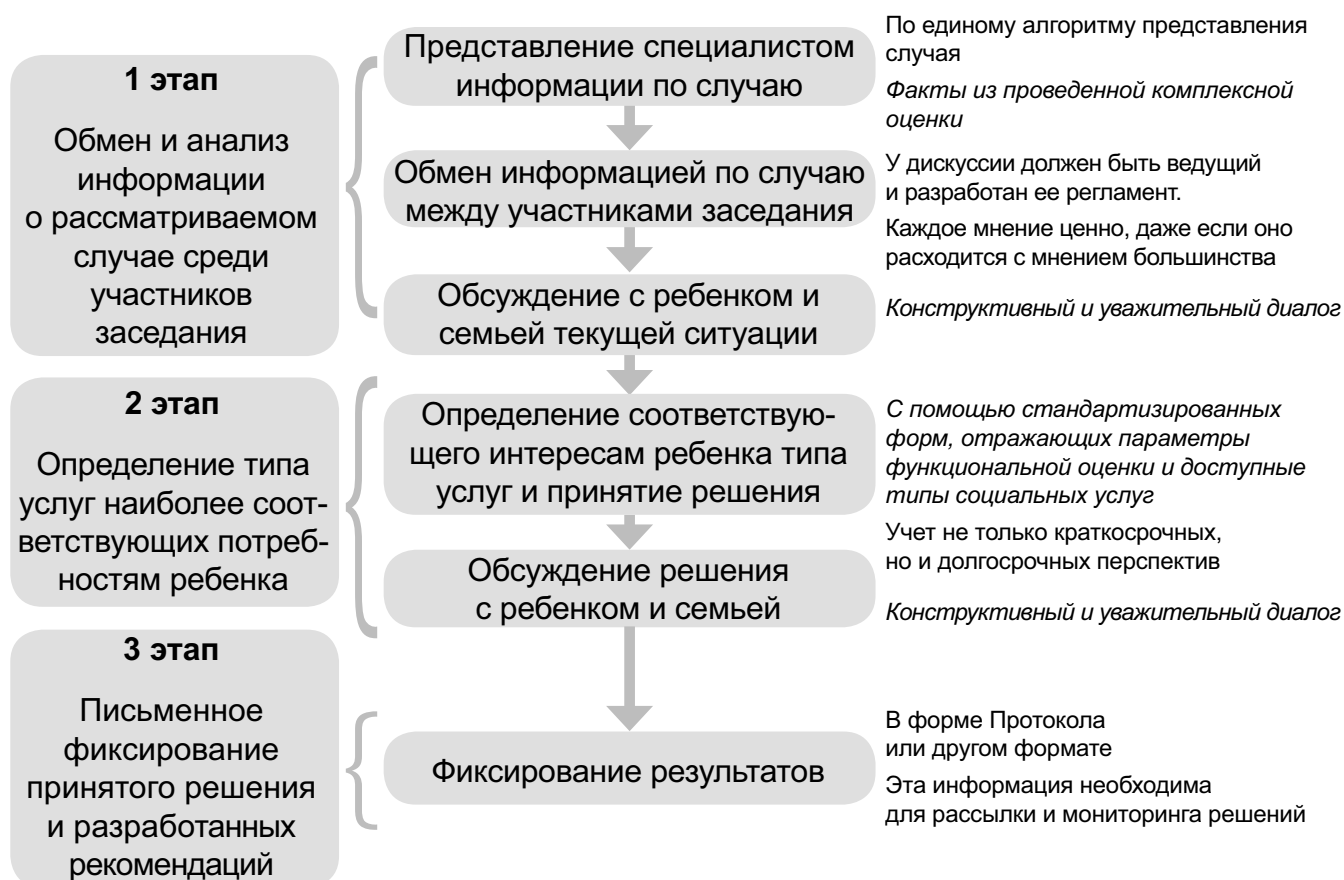 1 этап
Обмен и анализ
информации
о рассматриваемом
случае среди
участников
заседания
Представление специалистом
информации по случаю
По единому алгоритму представления
случая
Факты из проведенной комплексной
оценки
Обмен информацией по случаю
между участниками заседания
У дискуссии должен быть ведущий
и разработан ее регламент.
Каждое мнение ценно, даже если оно
расходится с мнением большинства
Обсуждение с ребенком и
семьей текущей ситуации
Конструктивный и уважительный диалог
2 этап
Определение типа
услуг наиболее соот-
ветствующих потреб-
ностям ребенка
Определение соответствую-
щего интересам ребенка типа
услуг и принятие решения
С помощью стандартизированных
форм, отражающих параметры
функциональной оценки и доступные
типы социальных услуг
Учет не только краткосрочных,
но и долгосрочных перспектив
Обсуждение решения
с ребенком и семьей
Конструктивный и уважительный диалог
3 этап
Письменное
фиксирование
принятого решения
и разработанных
рекомендаций
Фиксирование результатов
В форме Протокола
или другом формате
Эта информация необходима
для рассылки и мониторинга решений